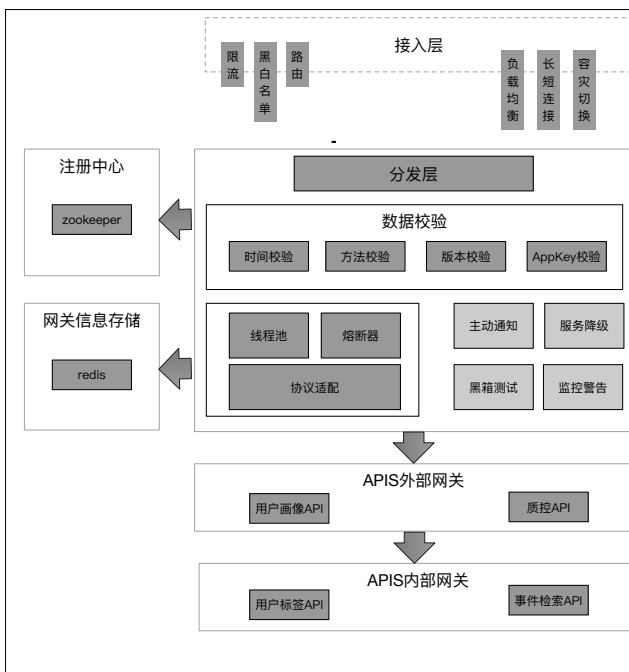 接入层
限流
黑白名单
路由
负载均衡
长短连接
容灾切换
-
注册中心
zookeeper
分发层
数据校验
时间校验
方法校验
版本校验
AppKey校验
网关信息存储
redis
线程池
熔断器
协议适配
主动通知
服务降级
黑箱测试
监控警告
APIS外部网关
用户画像API
质控API
APIS内部网关
用户标签API
事件检索API